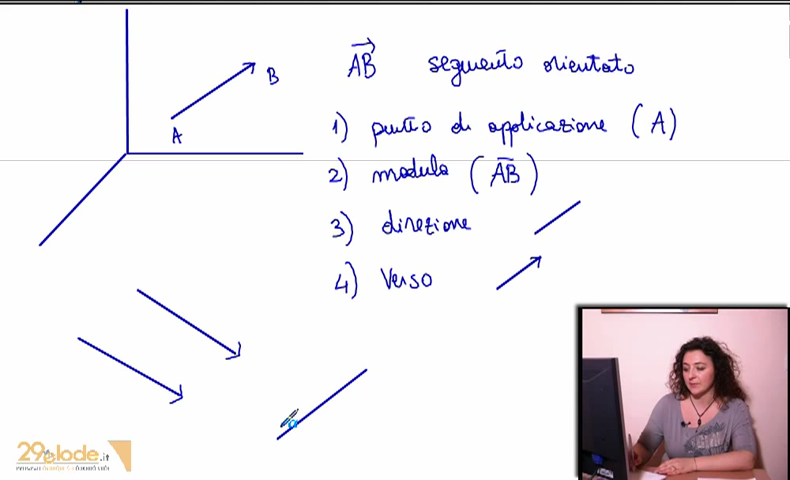 AB segmento orientato
B
A
1) punto di applicazione (A)
2) modulo (AB)
3) direzione
4) Verso
29elode.it